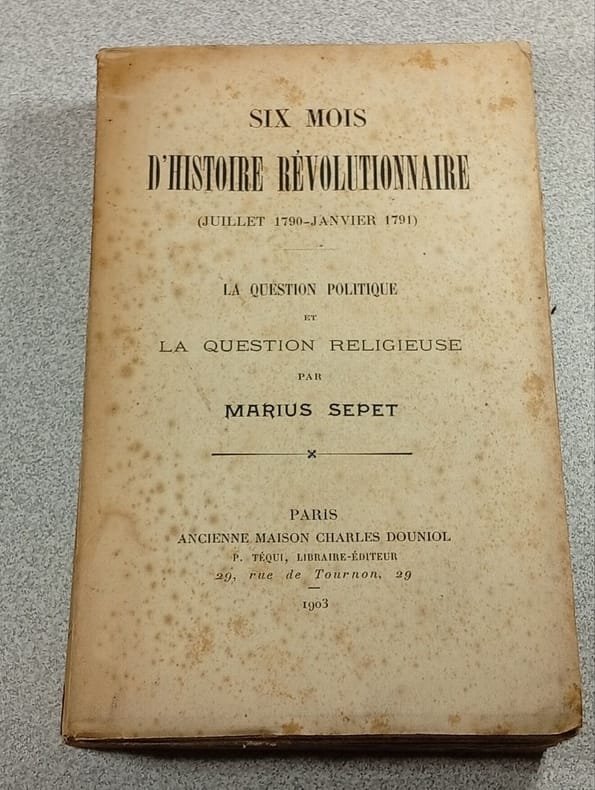 SIX MOIS
D'HISTOIRE RÉVOLUTIONNAIRE
(JUILLET 1790-JANVIER 1791)
LA QUESTION POLITIQUE
ET
LA QUESTION RELIGIEUSE
PAR
MARIUS SEPET
PARIS
ANCIENNE MAISON CHARLES DOUNIOL
P. TÉQUI, LIBRAIRE-ÉDITEUR
29, rue de Tournon, 29
1903